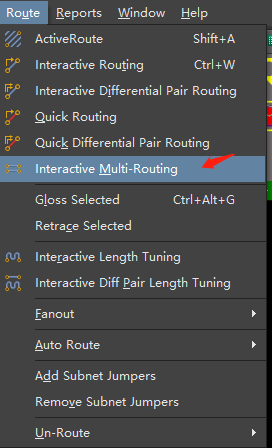 Route Reports Window Help
ActiveRoute Shift+A
Interactive Routing Ctrl+W
Interactive Differential Pair Routing
Quick Routing
Quick Differential Pair Routing
Interactive Multi-Routing
Gloss Selected Ctrl+Alt+G
Retrace Selected
Interactive Length Tuning
Interactive Diff Pair Length Tuning
Fanout
Auto Route
Add Subnet Jumpers
Remove Subnet Jumpers
Un-Route